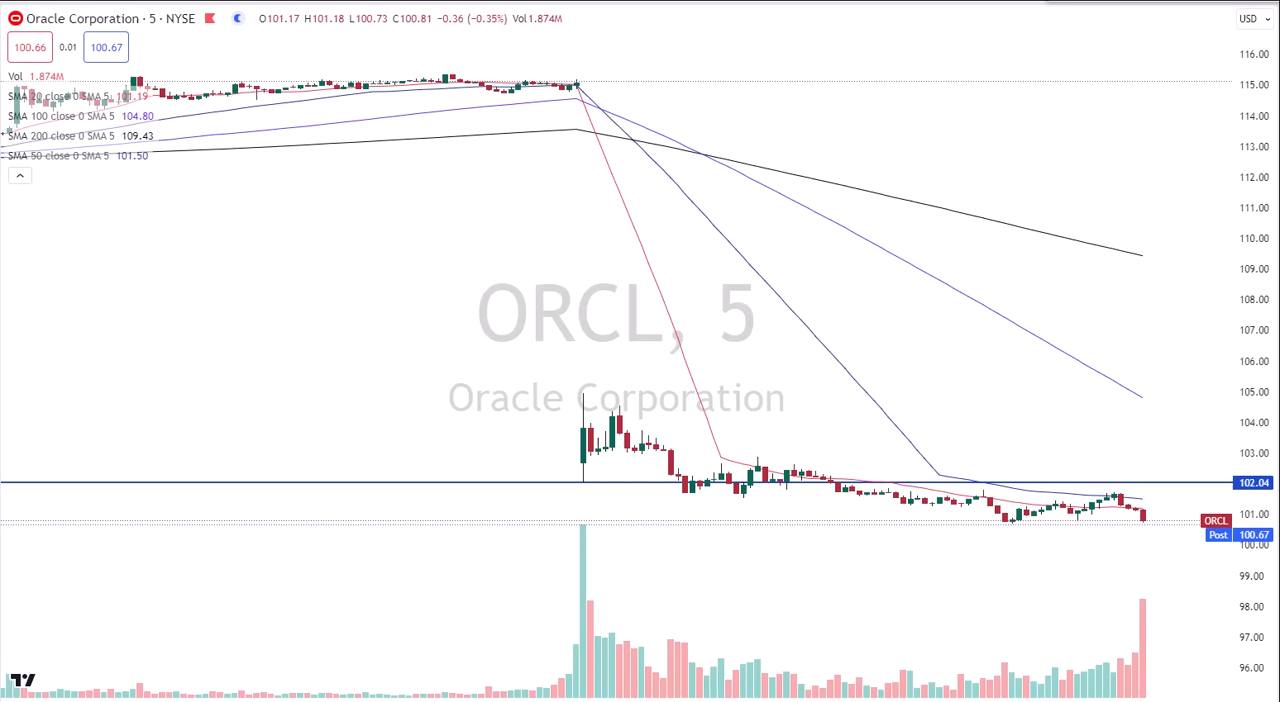 Oracle Corporation · 5 · NYSE O101.17 H101.18 L100.73 C100.81 −0.36 (−0.35%) Vol1.874M
USD
100.66 0.01 100.67
Vol 1.874M
SMA 20 close 0 SMA 5 101.19
SMA 100 close 0 SMA 5 104.80
SMA 200 close 0 SMA 5 109.43
SMA 50 close 0 SMA 5 101.50
ORCL, 5
Oracle Corporation
116.00
115.00
114.00
113.00
112.00
111.00
110.00
109.00
108.00
107.00
106.00
105.00
104.00
103.00
102.04
101.00
ORCL
Post 100.67
100.00
99.00
98.00
97.00
96.00